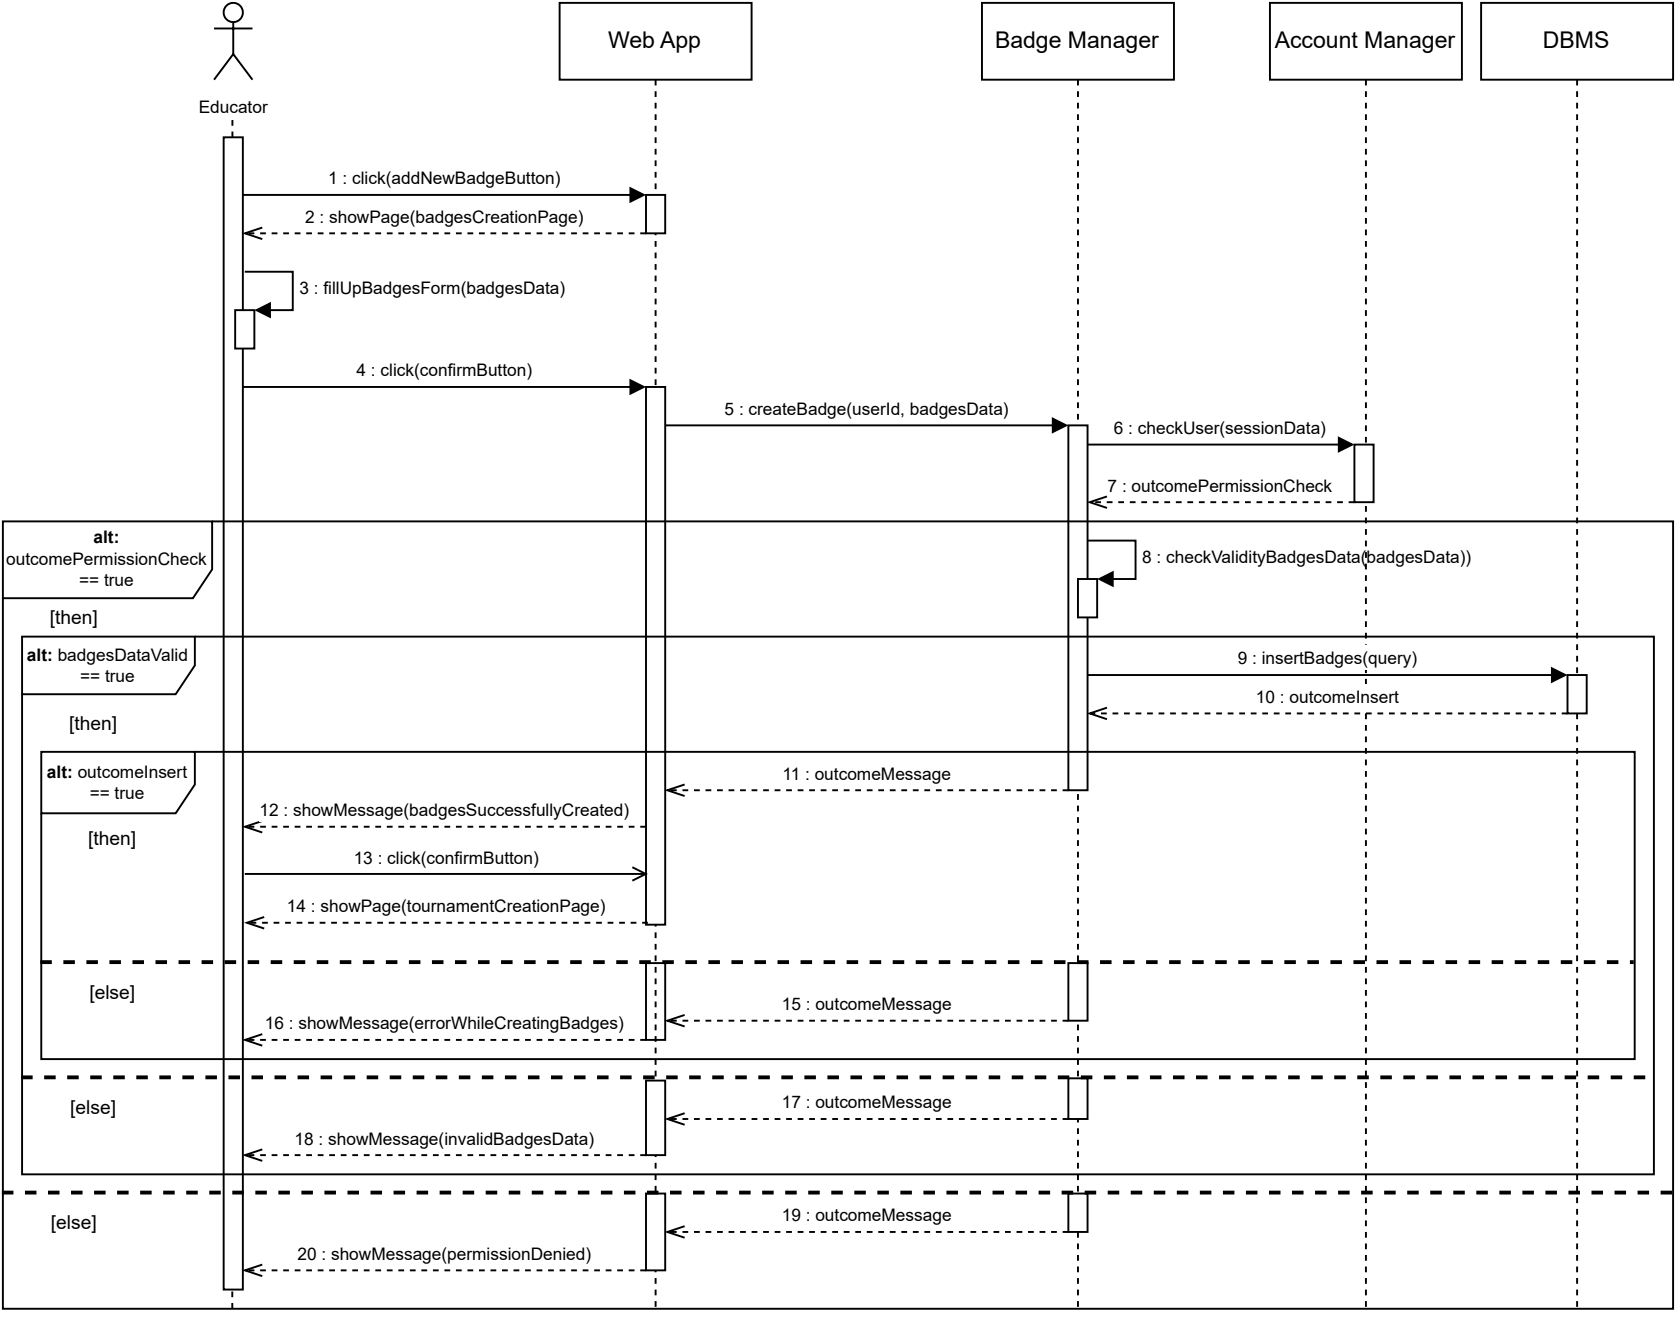 Web App
Badge Manager
Account Manager
DBMS
Educator
1 : click(addNewBadgeButton)
2 : showPage(badgesCreationPage)
3 : fillUpBadgesForm(badgesData)
4 : click(confirmButton)
5 : createBadge(userId, badgesData)
6 : checkUser(sessionData)
7 : outcomePermissionCheck
alt:
outcomePermissionCheck
== true
8 : checkValidityBadgesData(badgesData))
[then]
alt: badgesDataValid
== true
9 : insertBadges(query)
10 : outcomeInsert
[then]
alt: outcomeInsert
== true
11 : outcomeMessage
12 : showMessage(badgesSuccessfullyCreated)
[then]
13 : click(confirmButton)
14 : showPage(tournamentCreationPage)
[else]
15 : outcomeMessage
16 : showMessage(errorWhileCreatingBadges)
[else]
17 : outcomeMessage
18 : showMessage(invalidBadgesData)
[else]
19 : outcomeMessage
20 : showMessage(permissionDenied)